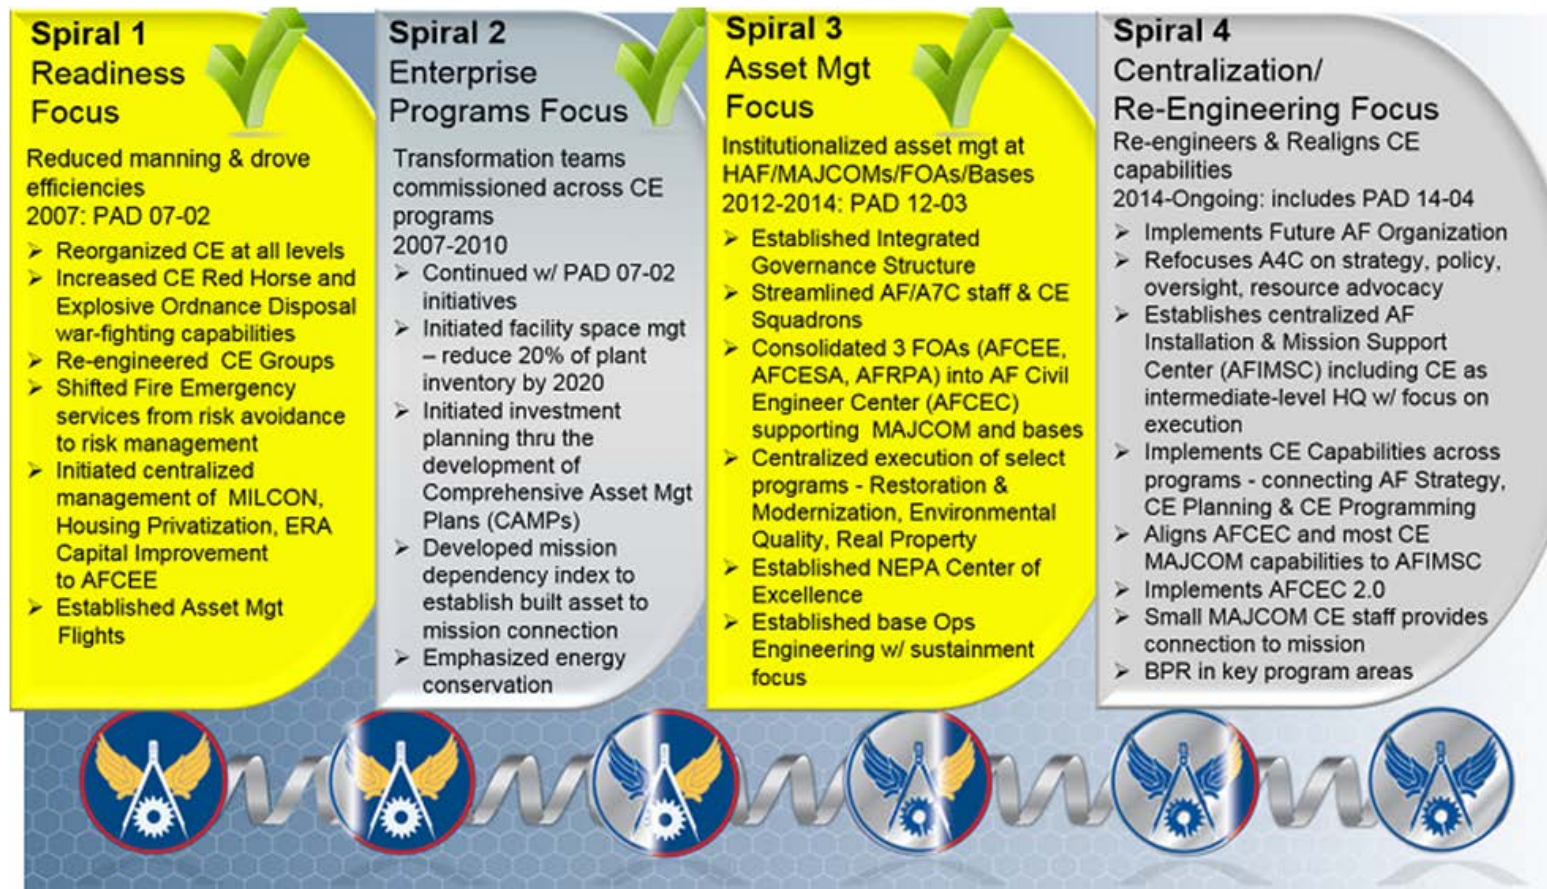 Spiral 1
Readiness
Focus
Reduced manning & drove
efficiencies
2007: PAD 07-02
➢ Reorganized CE at all levels
➢ Increased CE Red Horse and
Explosive Ordnance Disposal
war-fighting capabilities
➢ Re-engineered CE Groups
➢ Shifted Fire Emergency
services from risk avoidance
to risk management
➢ Initiated centralized
management of MILCON,
Housing Privatization, ERA
Capital Improvement
to AFCEE
➢ Established Asset Mgt
Flights
Spiral 2
Enterprise
Programs Focus
Transformation teams
commissioned across CE
programs
2007-2010
➢ Continued w/ PAD 07-02
initiatives
➢ Initiated facility space mgt
– reduce 20% of plant
inventory by 2020
➢ Initiated investment
planning thru the
development of
Comprehensive Asset Mgt
Plans (CAMPs)
➢ Developed mission
dependency index to
establish built asset to
mission connection
➢ Emphasized energy
conservation
Spiral 3
Asset Mgt
Focus
Institutionalized asset mgt at
HAF/MAJCOMs/FOAs/Bases
2012-2014: PAD 12-03
➢ Established Integrated
Governance Structure
➢ Streamlined AF/A7C staff & CE
Squadrons
➢ Consolidated 3 FOAs (AFCEE,
AFCESA, AFRPA) into AF Civil
Engineer Center (AFCEC)
supporting MAJCOM and bases
➢ Centralized execution of select
programs - Restoration &
Modernization, Environmental
Quality, Real Property
➢ Established NEPA Center of
Excellence
➢ Established base Ops
Engineering w/ sustainment
focus
Spiral 4
Centralization/
Re-Engineering Focus
Re-engineers & Realigns CE
capabilities
2014-Ongoing: includes PAD 14-04
➢ Implements Future AF Organization
➢ Refocuses A4C on strategy, policy,
oversight, resource advocacy
➢ Establishes centralized AF
Installation & Mission Support
Center (AFIMSC) including CE as
intermediate-level HQ w/ focus on
execution
➢ Implements CE Capabilities across
programs - connecting AF Strategy,
CE Planning & CE Programming
➢ Aligns AFCEC and most CE
MAJCOM capabilities to AFIMSC
➢ Implements AFCEC 2.0
➢ Small MAJCOM CE staff provides
connection to mission
➢ BPR in key program areas